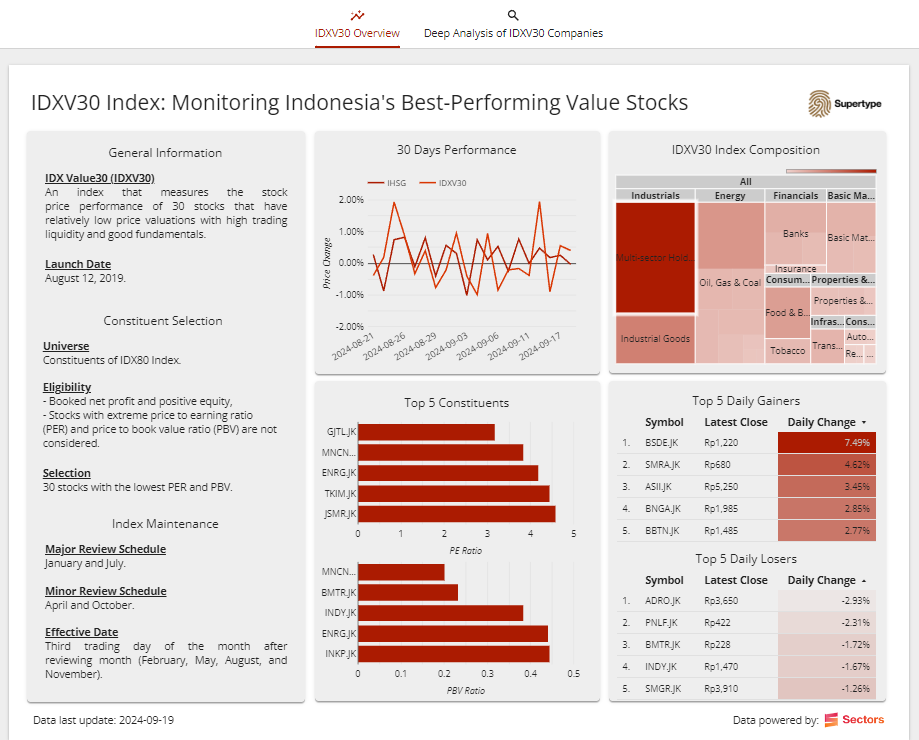 IDXV30 Overview
Deep Analysis of IDXV30 Companies
IDXV30 Index: Monitoring Indonesia's Best-Performing Value Stocks
Supertype
General Information
IDX Value30 (IDXV30)
An index that measures the stock
price performance of 30 stocks that have
relatively low price valuations with high trading
liquidity and good fundamentals.
Launch Date
August 12, 2019.
Constituent Selection
Universe
Constituents of IDX80 Index.
Eligibility
- Booked net profit and positive equity,
- Stocks with extreme price to earning ratio
(PER) and price to book value ratio (PBV) are not
considered.
Selection
30 stocks with the lowest PER and PBV.
Index Maintenance
Major Review Schedule
January and July.
Minor Review Schedule
April and October.
Effective Date
Third trading day of the month after
reviewing month (February, May, August, and
November).
30 Days Performance
IHSG IDXV30
Price Change
2.00%
1.00%
0.00%
-1.00%
-2.00%
2024-08-21 2024-08-26 2024-08-29 2024-09-03 2024-09-06 2024-09-11 2024-09-17
IDXV30 Index Composition
All
Industrials Energy Financials Basic Ma...
Multi-sector Hold...
Industrial Goods
Oil, Gas & Coal
Banks
Insurance
Basic Mat...
Consum... Properties &...
Food & B...
Tobacco
Properties &...
Infras... Cons...
Trans...
Auto...
Re... ...
Top 5 Constituents
GJTL.JK
MNCN...
ENRG.JK
TKIM.JK
JSMR.JK
0 1 2 3 4 5
PE Ratio
MNCN...
BMTR.JK
INDY.JK
ENRG.JK
INKP.JK
0 0.1 0.2 0.3 0.4 0.5
PBV Ratio
Top 5 Daily Gainers
Symbol Latest Close Daily Change
1. BSDE.JK Rp1,220 7.49%
2. SMRA.JK Rp680 4.62%
3. ASII.JK Rp5,250 3.45%
4. BNGA.JK Rp1,985 2.85%
5. BBTN.JK Rp1,485 2.77%
Top 5 Daily Losers
Symbol Latest Close Daily Change
1. ADRO.JK Rp3,650 -2.93%
2. PNLF.JK Rp422 -2.31%
3. BMTR.JK Rp228 -1.72%
4. INDY.JK Rp1,470 -1.67%
5. SMGR.JK Rp3,910 -1.26%
Data last update: 2024-09-19
Data powered by: Sectors